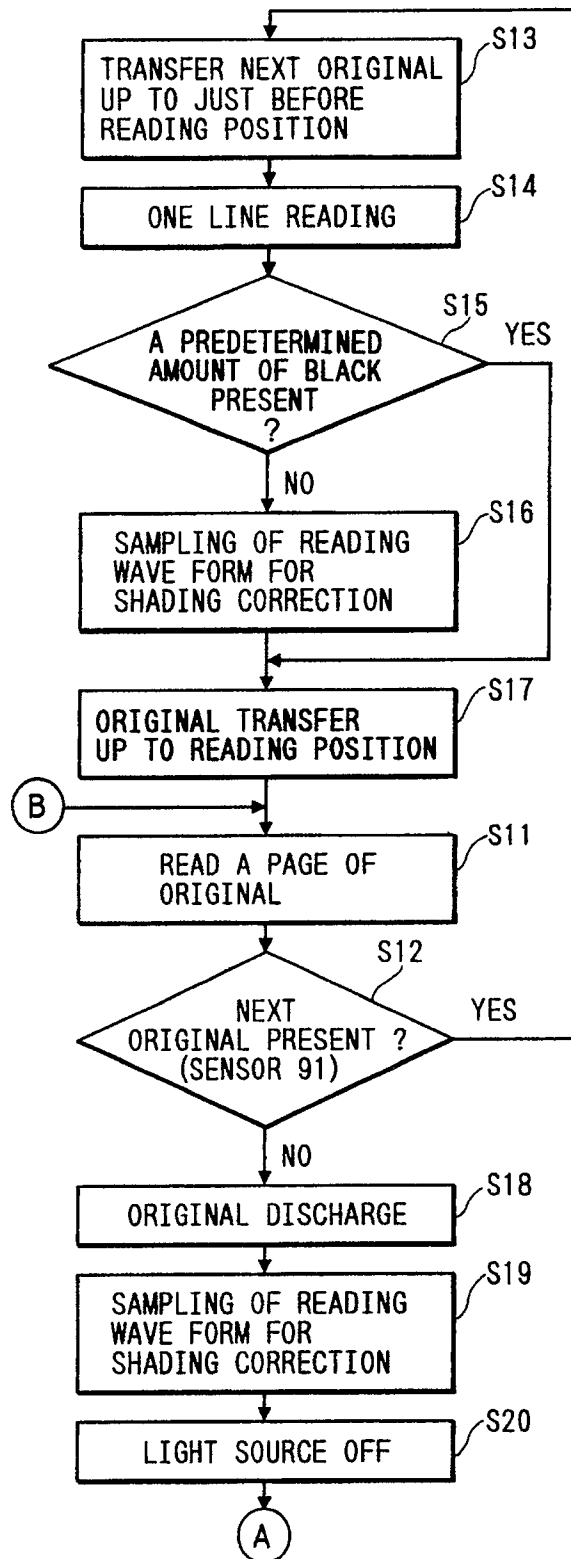 S13
TRANSFER NEXT ORIGINAL
UP TO JUST BEFORE
READING POSITION
S14
ONE LINE READING
S15
YES
A PREDETERMINED
AMOUNT OF BLACK
PRESENT
?
NO
S16
SAMPLING OF READING
WAVE FORM FOR
SHADING CORRECTION
S17
ORIGINAL TRANSFER
UP TO READING POSITION
B
S11
READ A PAGE OF
ORIGINAL
S12
YES
NEXT
ORIGINAL PRESENT ?
(SENSOR 91)
NO
S18
ORIGINAL DISCHARGE
S19
SAMPLING OF READING
WAVE FORM FOR
SHADING CORRECTION
S20
LIGHT SOURCE OFF
A